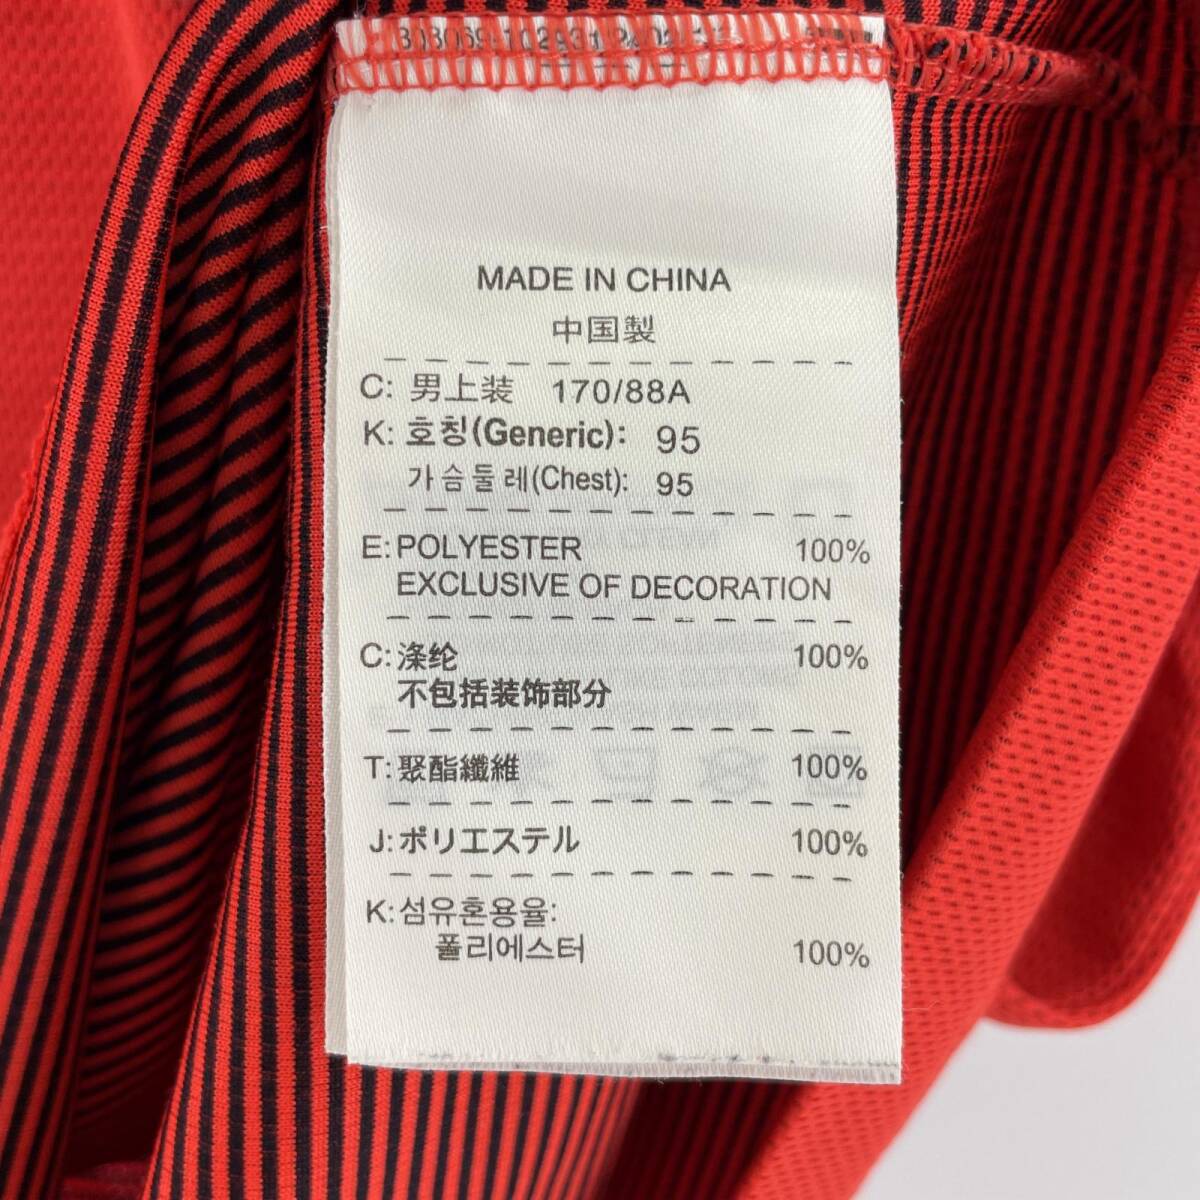 MADE IN CHINA
中国製
C: 男上装 170/88A
K: 호칭(Generic): 95
가슴둘레(Chest): 95
E: POLYESTER 100%
EXCLUSIVE OF DECORATION
C: 涤纶 100%
不包括装饰部分
T: 聚酯纖維 100%
J: ポリエステル 100%
K: 섬유혼용율:
폴리에스터 100%